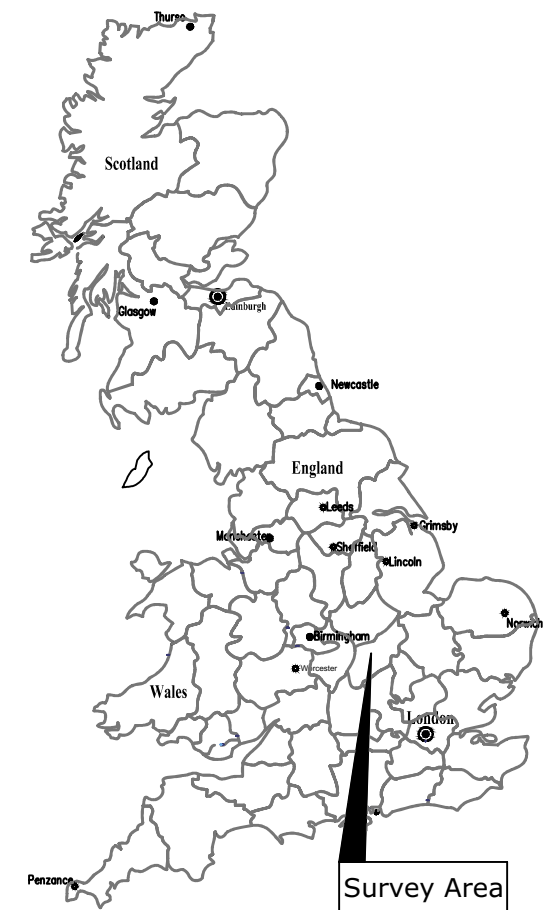 Thurso
Scotland
Edinburgh
Glasgow
Newcastle
England
Leeds
Grimsby
Manchester
Sheffield
Lincoln
Norwich
Birmingham
Worcester
Wales
London
Penzance
Survey Area